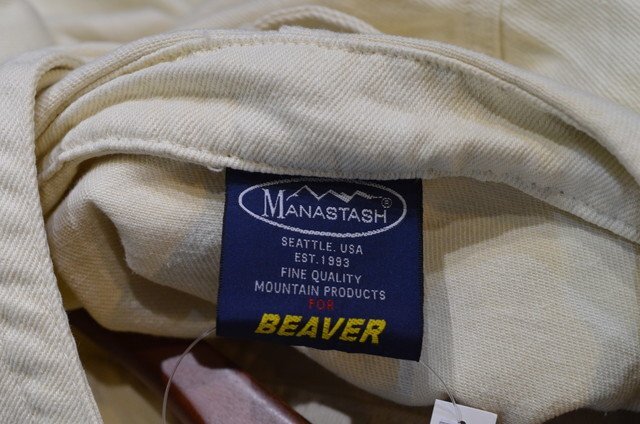 MANASTASH®
SEATTLE. USA
EST.1993
FINE QUALITY
MOUNTAIN PRODUCTS
FOR
BEAVER